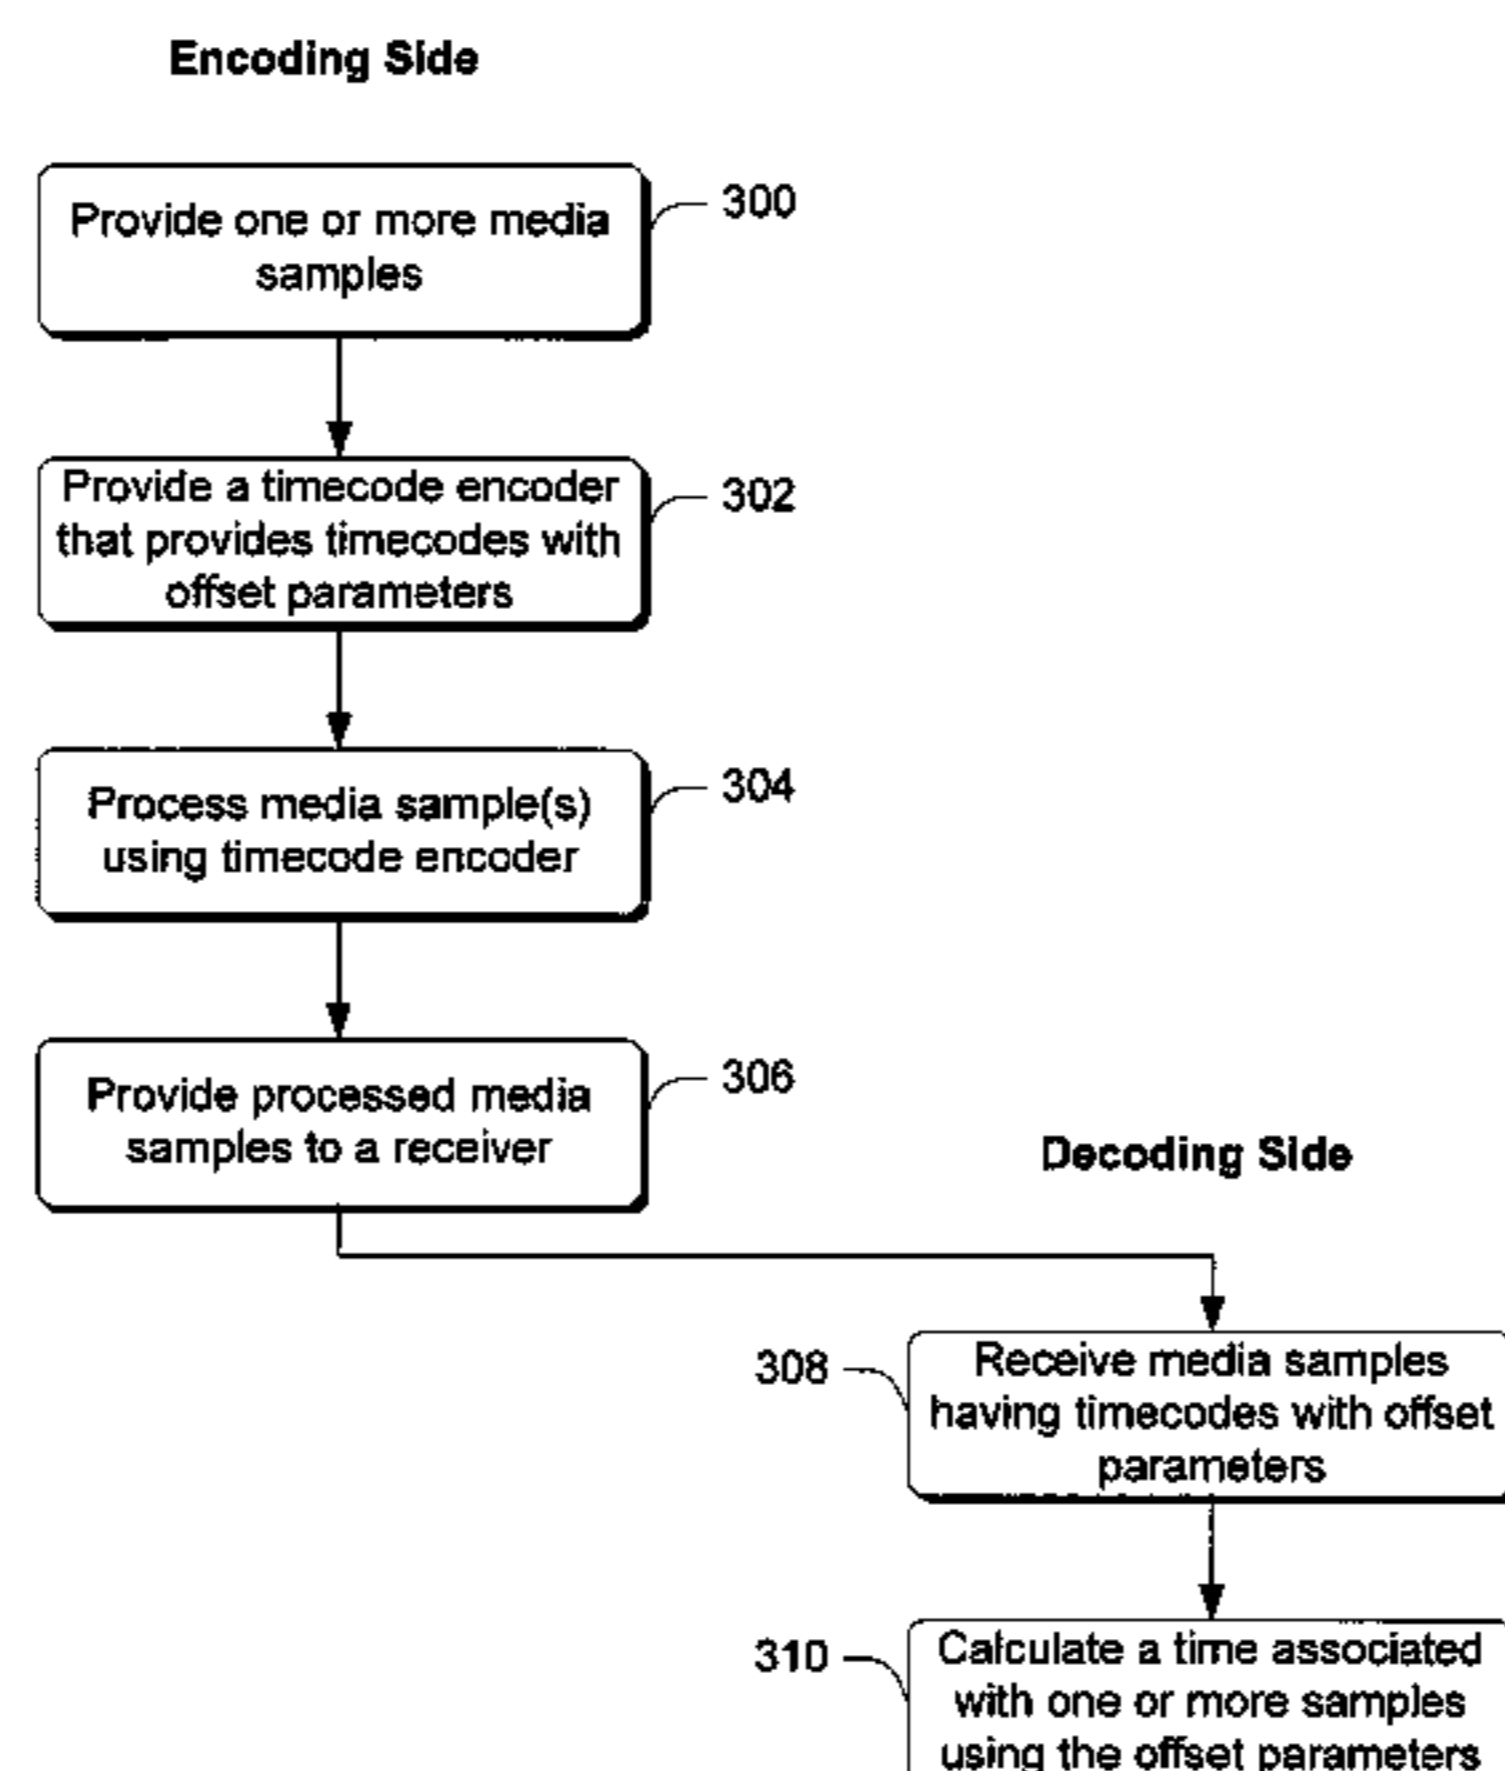 Encoding Side
Provide one or more media
samples
300
Provide a timecode encoder
that provides timecodes with
offset parameters
302
Process media sample(s)
using timecode encoder
304
Provide processed media
samples to a receiver
306
Decoding Side
308
Receive media samples
having timecodes with offset
parameters
310
Calculate a time associated
with one or more samples
using the offset parameters